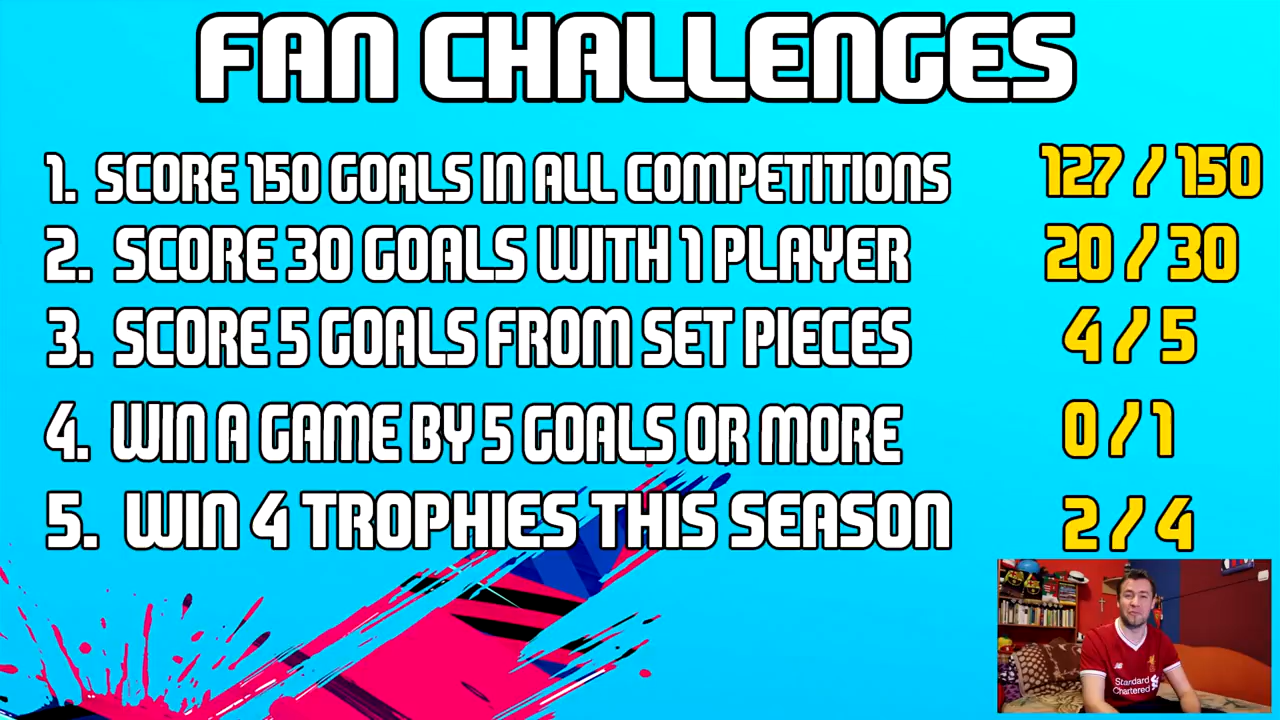 FAN CHALLENGES
1. SCORE 150 GOALS IN ALL COMPETITIONS 127 / 150
2. SCORE 30 GOALS WITH 1 PLAYER 20 / 30
3. SCORE 5 GOALS FROM SET PIECES 4 / 5
4. WIN A GAME BY 5 GOALS OR MORE 0 / 1
5. WIN 4 TROPHIES THIS SEASON 2 / 4
Standard
Chartered